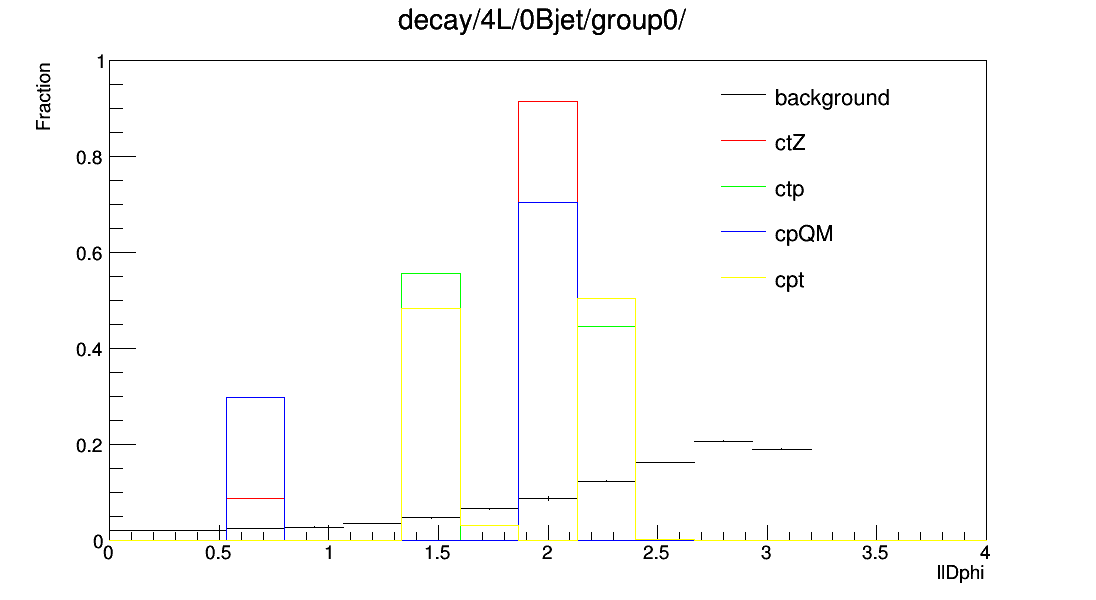 decay/4L/0Bjet/group0/
Fraction
1
0.8
0.6
0.4
0.2
0
background
ctZ
ctp
cpQM
cpt
0 0.5 1 1.5 2 2.5 3 3.5 4
llDphi